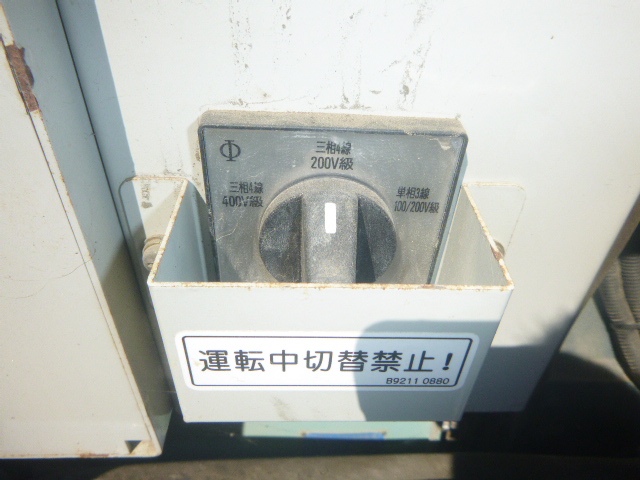 Φ
三相4線
200V級
三相4線
400V級
単相3線
100/200V級
運転中切替禁止!
B9211 0880